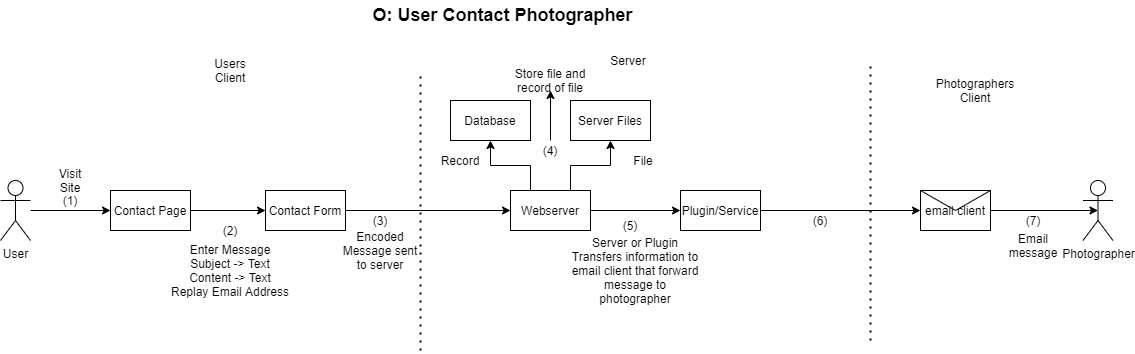 O: User Contact Photographer
Users
Client
Server
Photographers
Client
Store file and
record of file
Database
Server Files
(4)
Record
File
Visit
Site
(1)
Contact Page
Contact Form
Webserver
Plugin/Service
email client
User
(2)
Enter Message
Subject -> Text
Content -> Text
Replay Email Address
(3)
Encoded
Message sent
to server
(5)
Server or Plugin
Transfers information to
email client that forward
message to
photographer
(6)
(7)
Email
message
Photographer